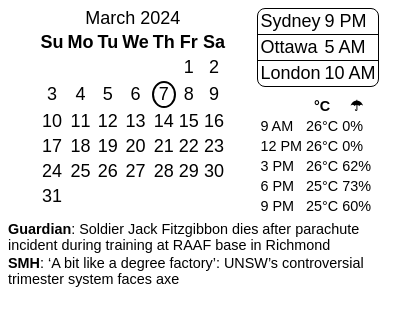 March 2024
Su Mo Tu We Th Fr Sa
1 2
3 4 5 6 7 8 9
10 11 12 13 14 15 16
17 18 19 20 21 22 23
24 25 26 27 28 29 30
31
Sydney 9 PM
Ottawa 5 AM
London 10 AM
°C ☂
9 AM 26°C 0%
12 PM 26°C 0%
3 PM 26°C 62%
6 PM 25°C 73%
9 PM 25°C 60%
Guardian: Soldier Jack Fitzgibbon dies after parachute
incident during training at RAAF base in Richmond
SMH: ‘A bit like a degree factory’: UNSW’s controversial
trimester system faces axe